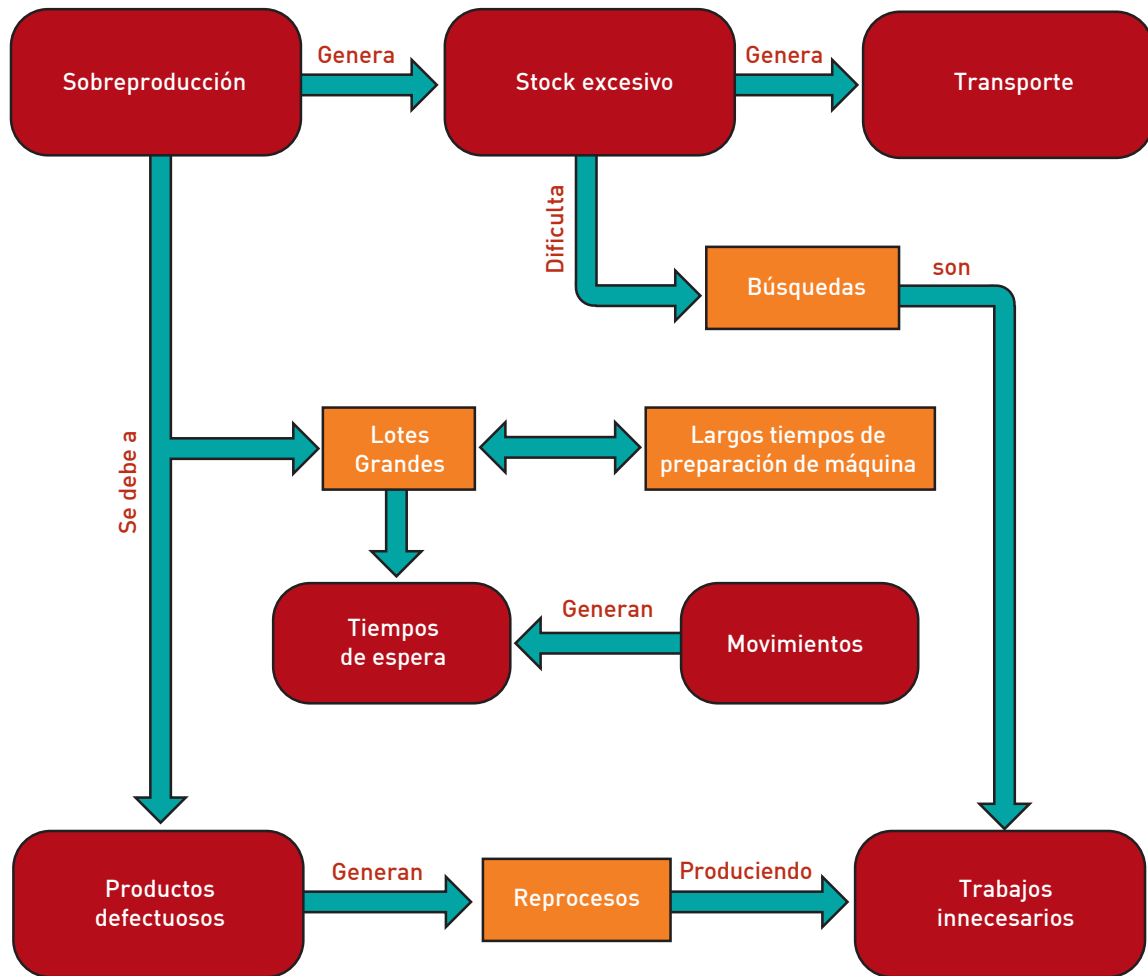 Sobreproducción
Genera
Stock excesivo
Genera
Transporte
Dificulta
Búsquedas
son
Se debe a
Lotes
Grandes
Largos tiempos de
preparación de máquina
Tiempos
de espera
Generan
Movimientos
Productos
defectuosos
Generan
Reprocesos
Produciendo
Trabajos
innecesarios